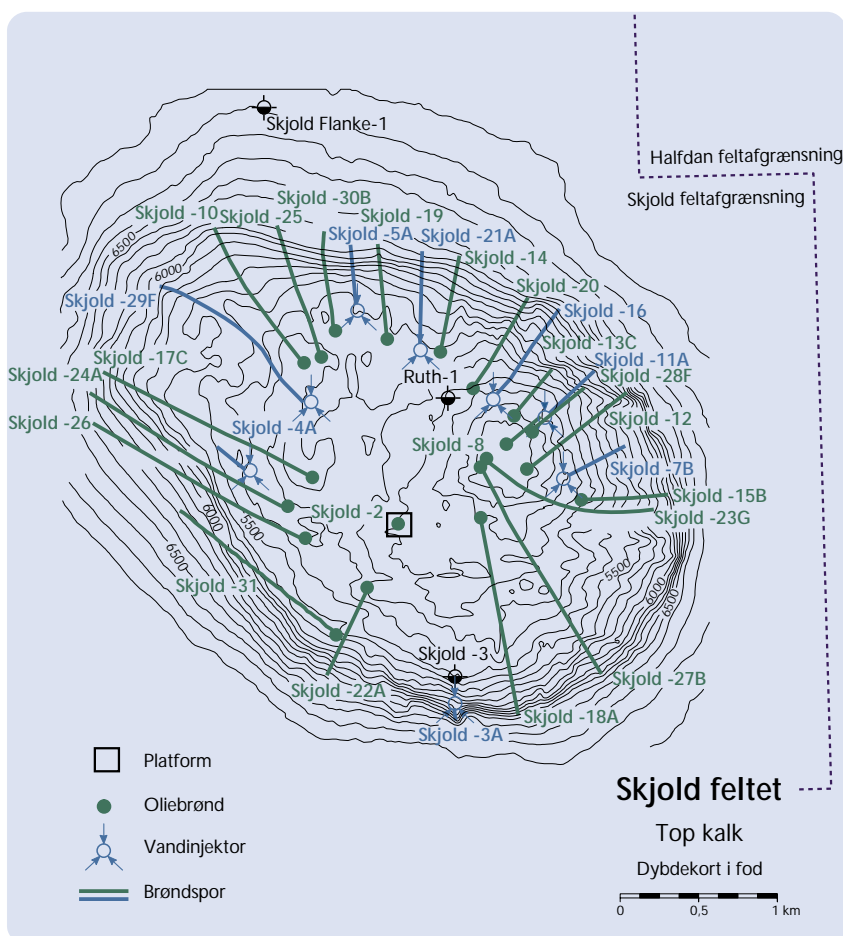 Skjold Flanke-1
Halfdan feltafgrænsning
Skjold feltafgrænsning
Skjold -30B
Skjold -10
Skjold -25
Skjold -19
Skjold -5A
Skjold -21A
6500
Skjold -14
6000
Skjold -20
Skjold -29F
Skjold -16
Skjold -13C
Skjold -17C
Skjold -11A
Skjold -24A
Ruth-1
Skjold -28F
Skjold -26
Skjold -4A
Skjold -12
Skjold -8
Skjold -7B
Skjold -15B
Skjold -2
Skjold -23G
6000
5500
6500
5500
6000
6500
Skjold -31
Skjold -3
Skjold -27B
Skjold -22A
Skjold -18A
Skjold -3A
Platform
Oliebrønd
Vandinjektor
Brøndspor
Skjold feltet
Top kalk
Dybdekort i fod
0 0,5 1 km